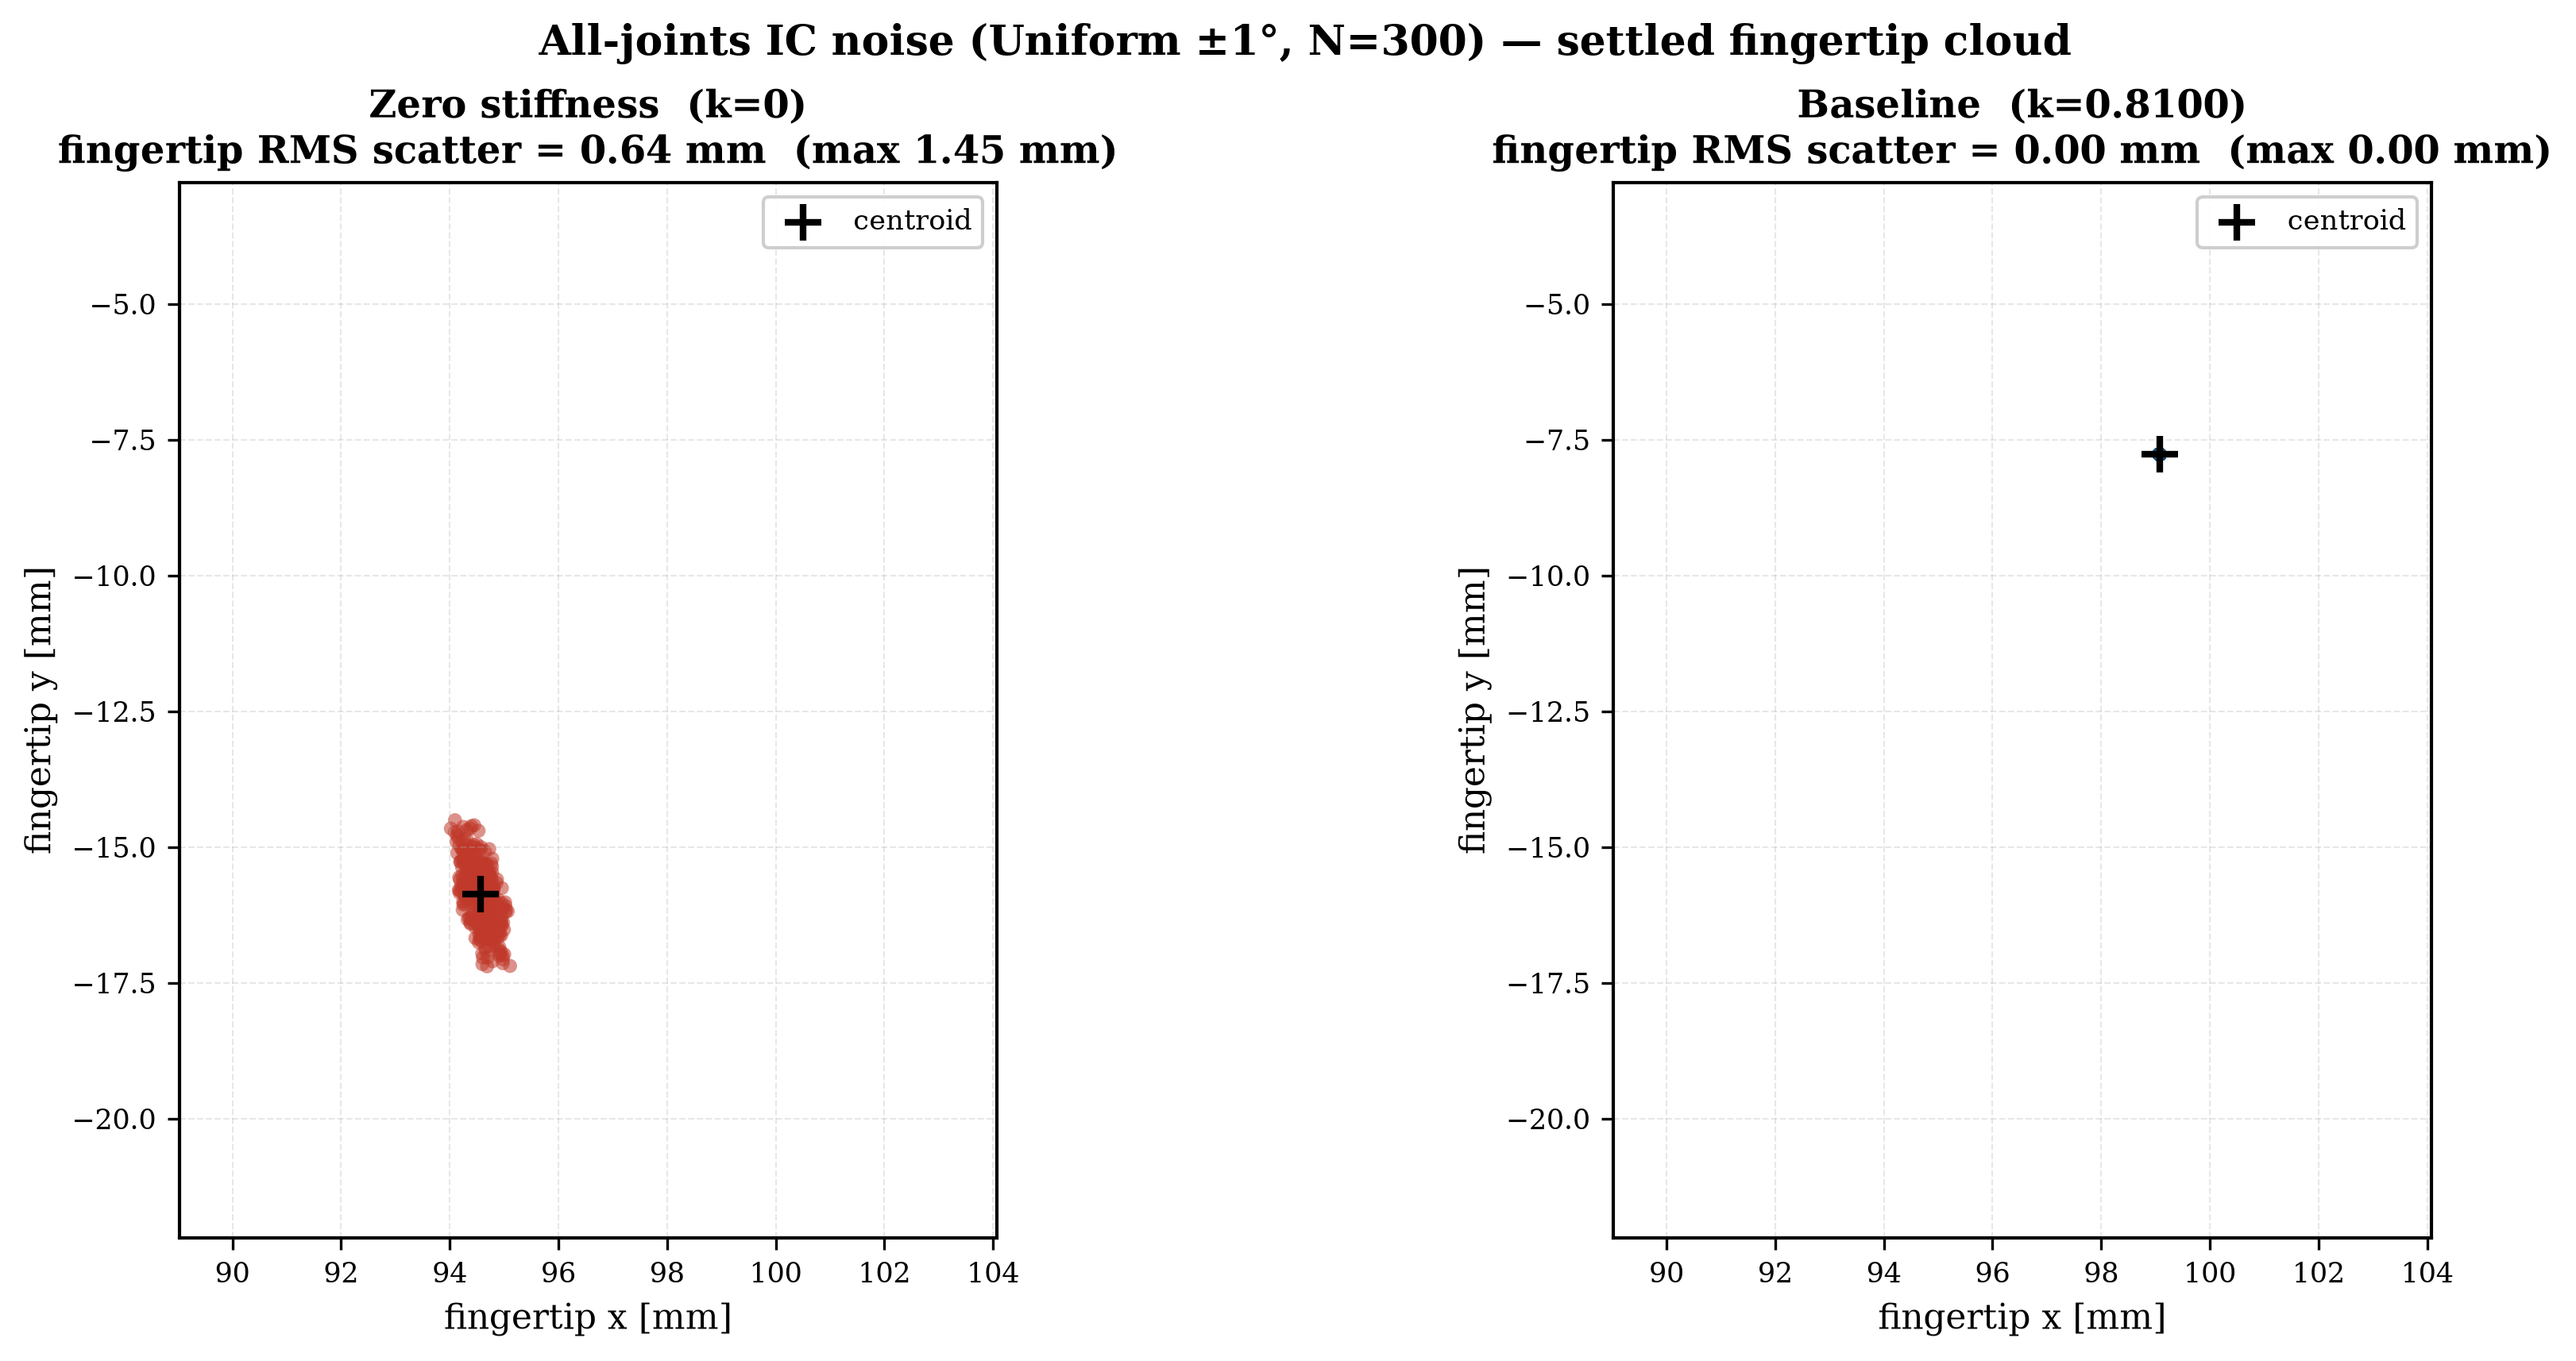 All-joints IC noise (Uniform ±1°, N=300) — settled fingertip cloud
Zero stiffness (k=0)
fingertip RMS scatter = 0.64 mm (max 1.45 mm)
centroid
−5.0
−7.5
−10.0
−12.5
−15.0
−17.5
−20.0
fingertip y [mm]
90 92 94 96 98 100 102 104
fingertip x [mm]
Baseline (k=0.8100)
fingertip RMS scatter = 0.00 mm (max 0.00 mm)
centroid
−5.0
−7.5
−10.0
−12.5
−15.0
−17.5
−20.0
fingertip y [mm]
90 92 94 96 98 100 102 104
fingertip x [mm]